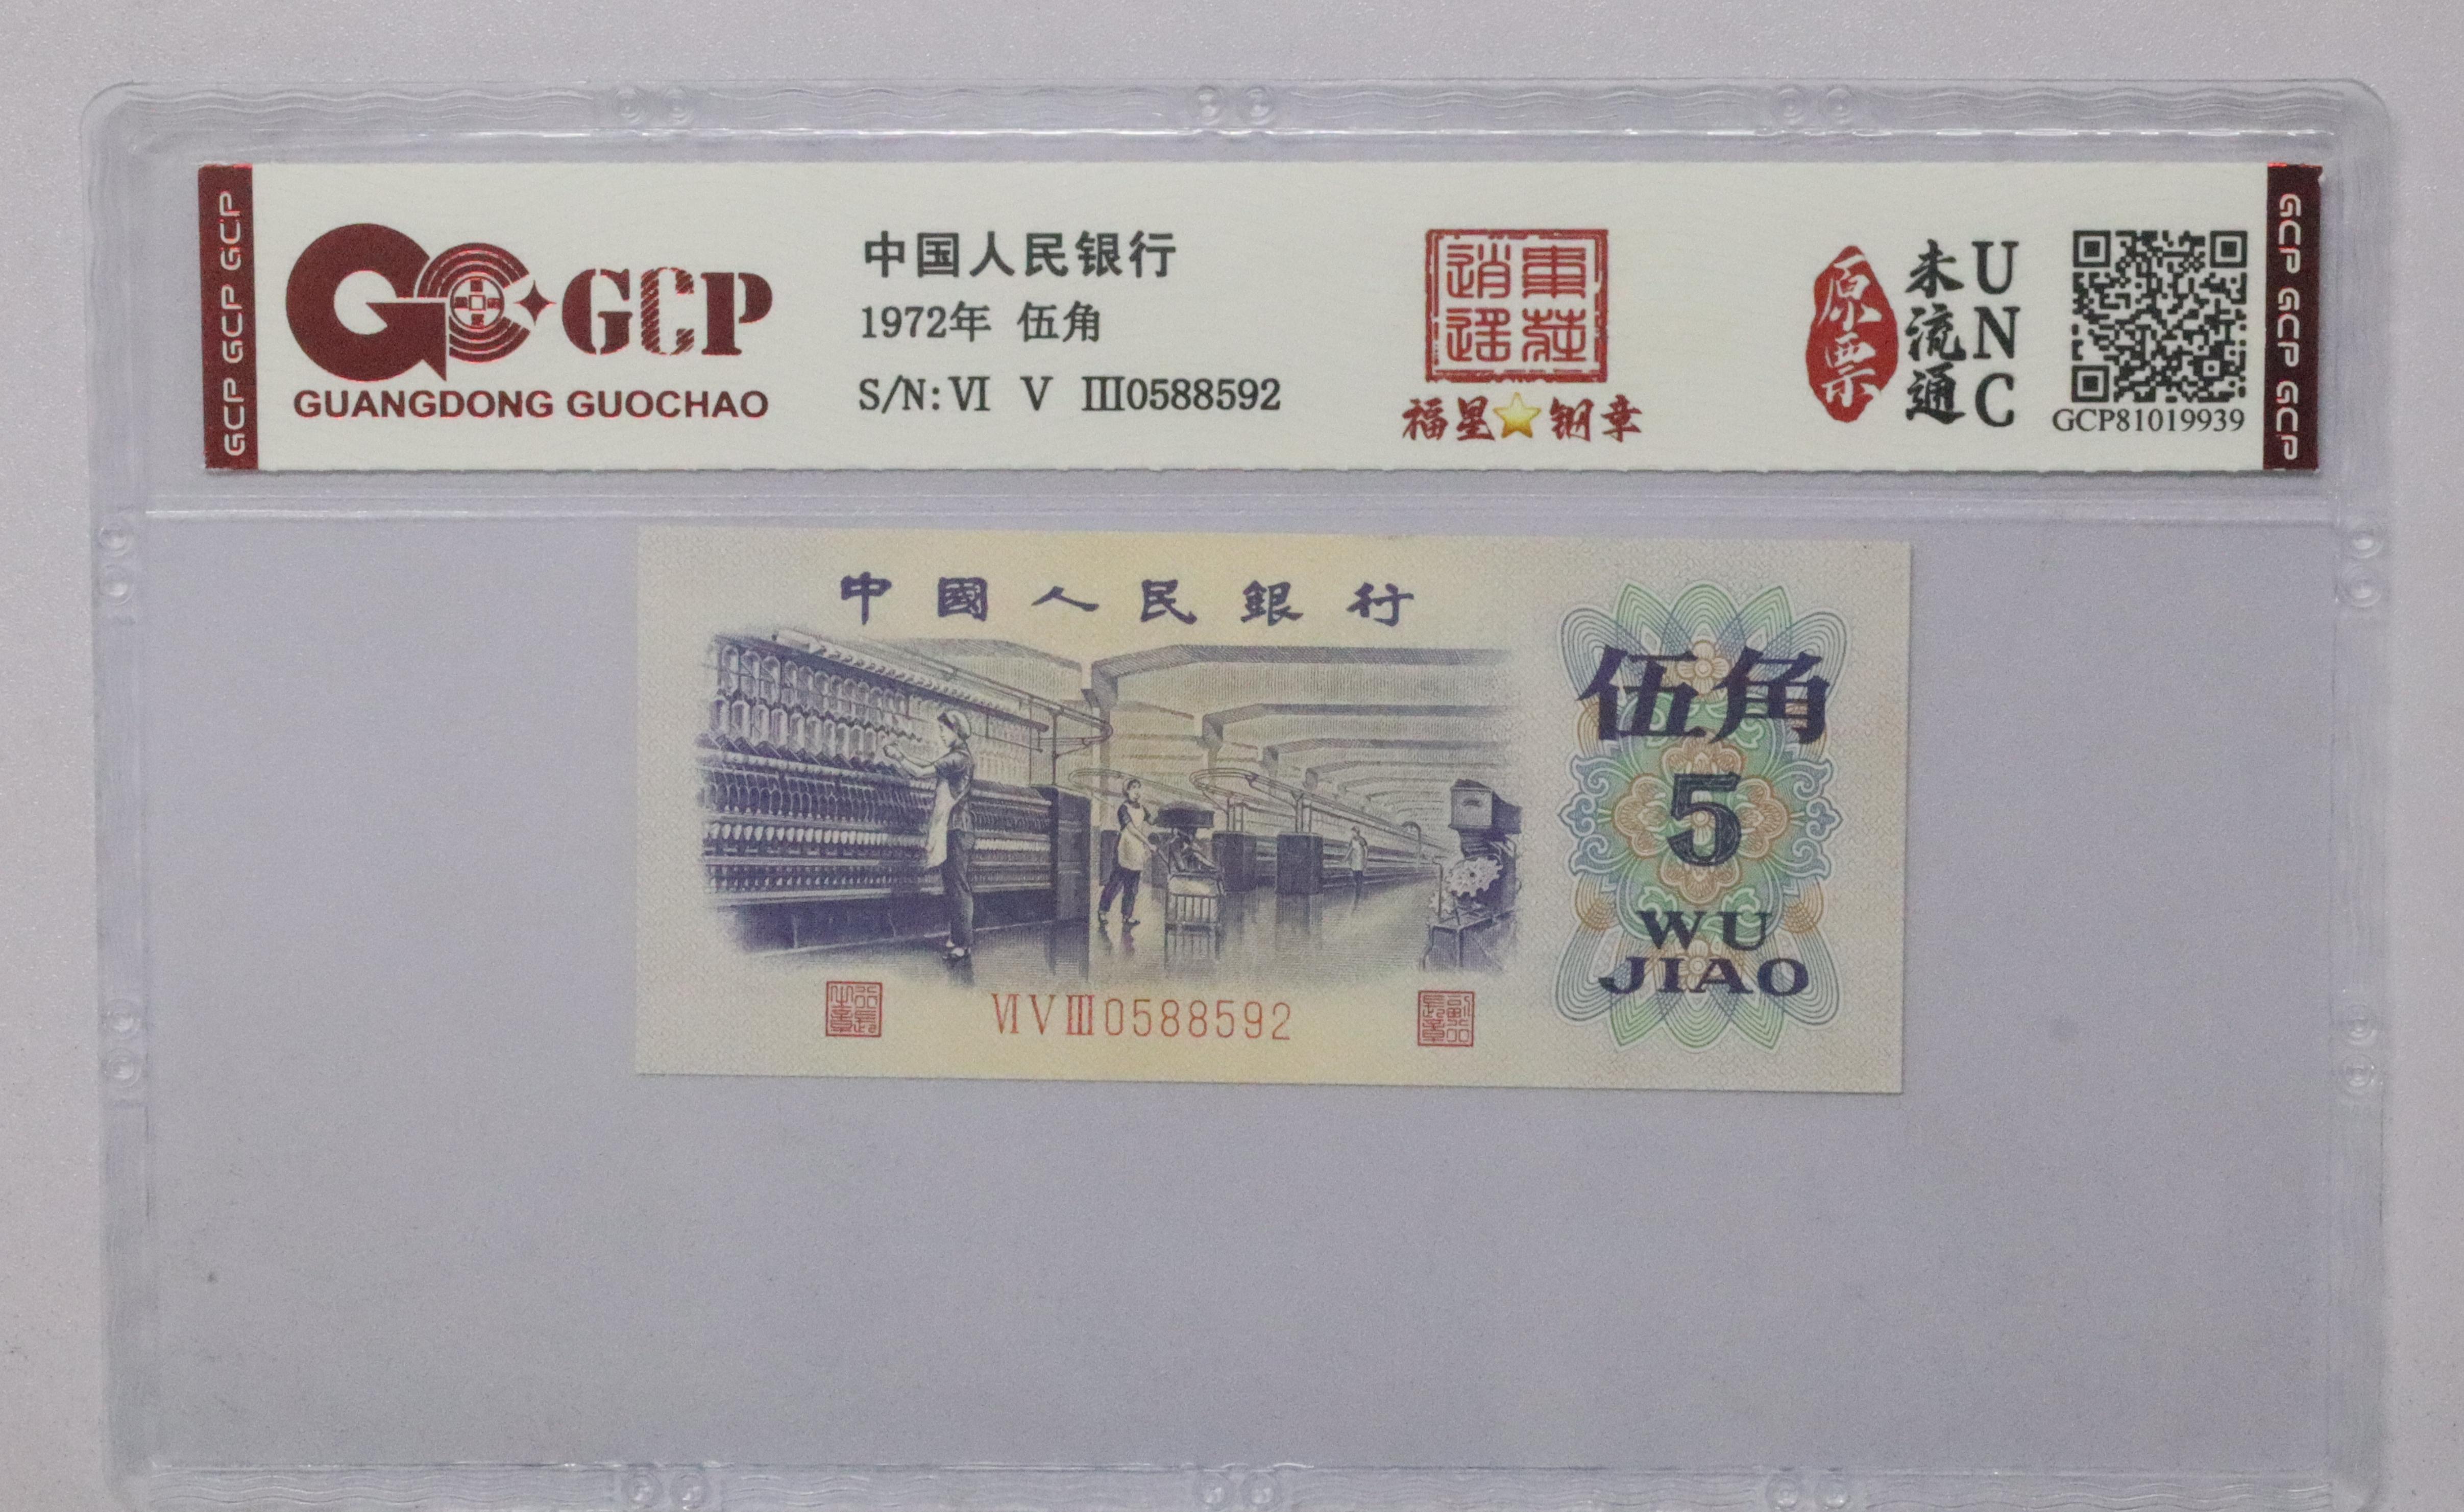 GCP GCP GCP
GCP
GUANGDONG GUOCHAO
中国人民银行
1972年 伍角
S/N: Ⅵ Ⅴ Ⅲ0588592
福星⭐钢章
原票
未流通
UNC
GCP81019939
GCP GCP GCP
中國人民銀行
伍角
5
WU
JIAO
ⅥⅤⅢ0588592